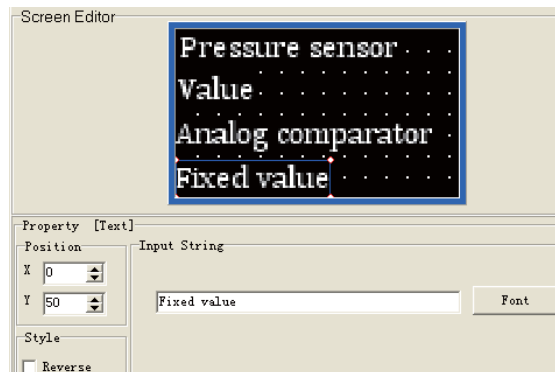 Screen Editor
Pressure sensor
Value
Analog comparator
Fixed value
Property [Text]
Position
Input String
X 0
Y 50
Fixed value
Font
Style
Reverse